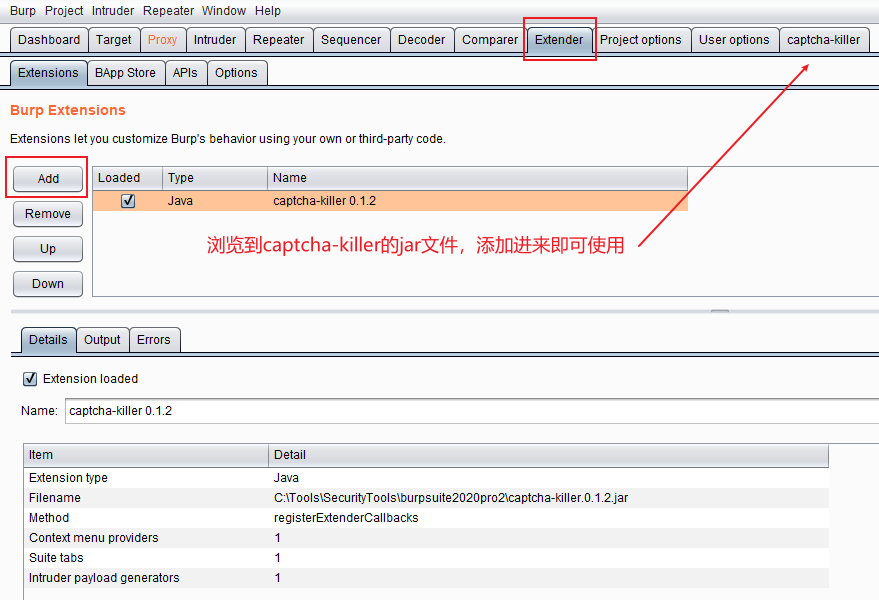 Burp Project Intruder Repeater Window Help
Dashboard Target Proxy Intruder Repeater Sequencer Decoder Comparer Extender Project options User options captcha-killer
Extensions BApp Store APIs Options
Burp Extensions
Extensions let you customize Burp's behavior using your own or third-party code.
Add
Loaded Type Name
Java captcha-killer 0.1.2
Remove
Up
浏览到captcha-killer的jar文件，添加进来即可使用
Down
Details Output Errors
Extension loaded
Name: captcha-killer 0.1.2
Item Detail
Extension type Java
Filename C:\Tools\SecurityTools\burpsuite2020pro2\captcha-killer.0.1.2.jar
Method registerExtenderCallbacks
Context menu providers 1
Suite tabs 1
Intruder payload generators 1